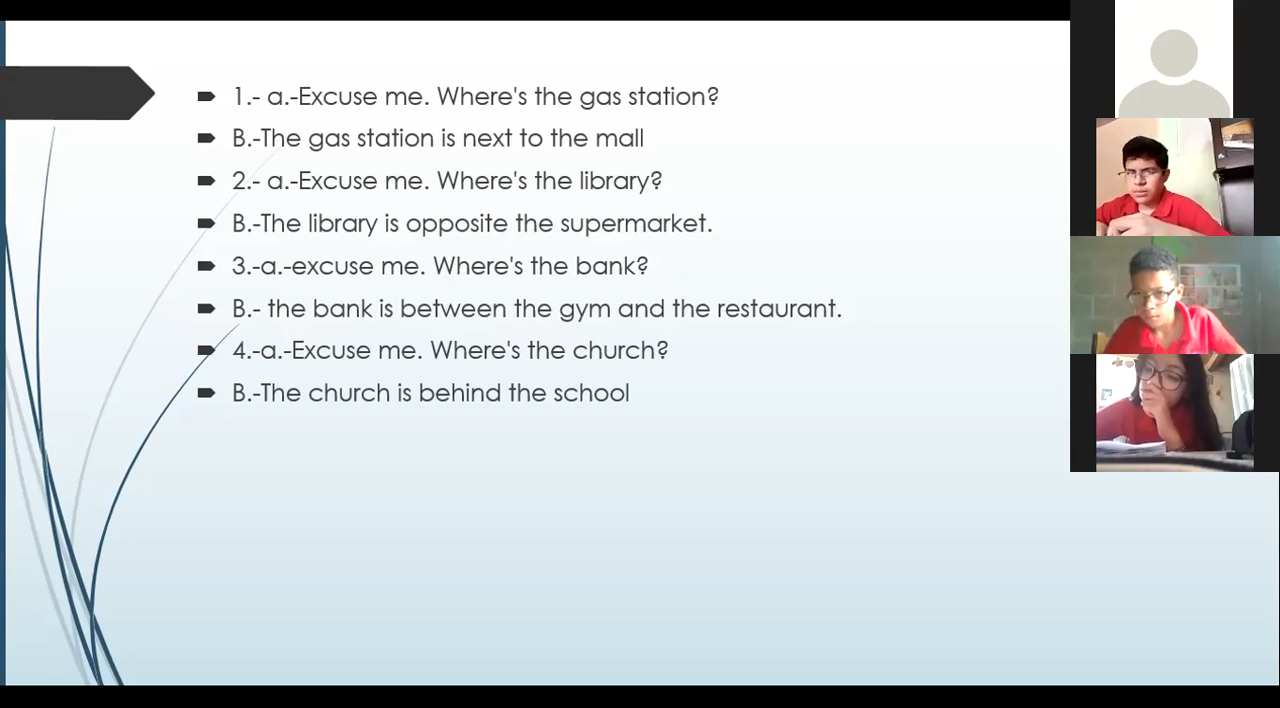 1.- a.-Excuse me. Where's the gas station?
B.-The gas station is next to the mall
2.- a.-Excuse me. Where's the library?
B.-The library is opposite the supermarket.
3.-a.-excuse me. Where's the bank?
B.- the bank is between the gym and the restaurant.
4.-a.-Excuse me. Where's the church?
B.-The church is behind the school